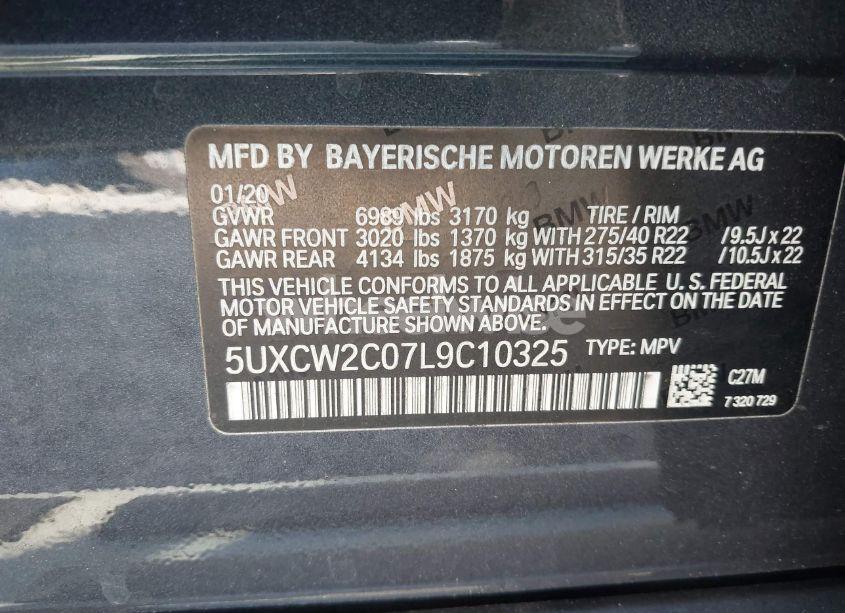 MFD BY BAYERISCHE MOTOREN WERKE AG
01/20
GVWR 6989 lbs 3170 kg TIRE / RIM
GAWR FRONT 3020 lbs 1370 kg WITH 275/40 R22 /9.5J x 22
GAWR REAR 4134 lbs 1875 kg WITH 315/35 R22 /10.5J x 22
THIS VEHICLE CONFORMS TO ALL APPLICABLE U. S. FEDERAL
MOTOR VEHICLE SAFETY STANDARDS IN EFFECT ON THE DATE
OF MANUFACTURE SHOWN ABOVE.
5UXCW2C07L9C10325 TYPE: MPV
C27M
7 320 729